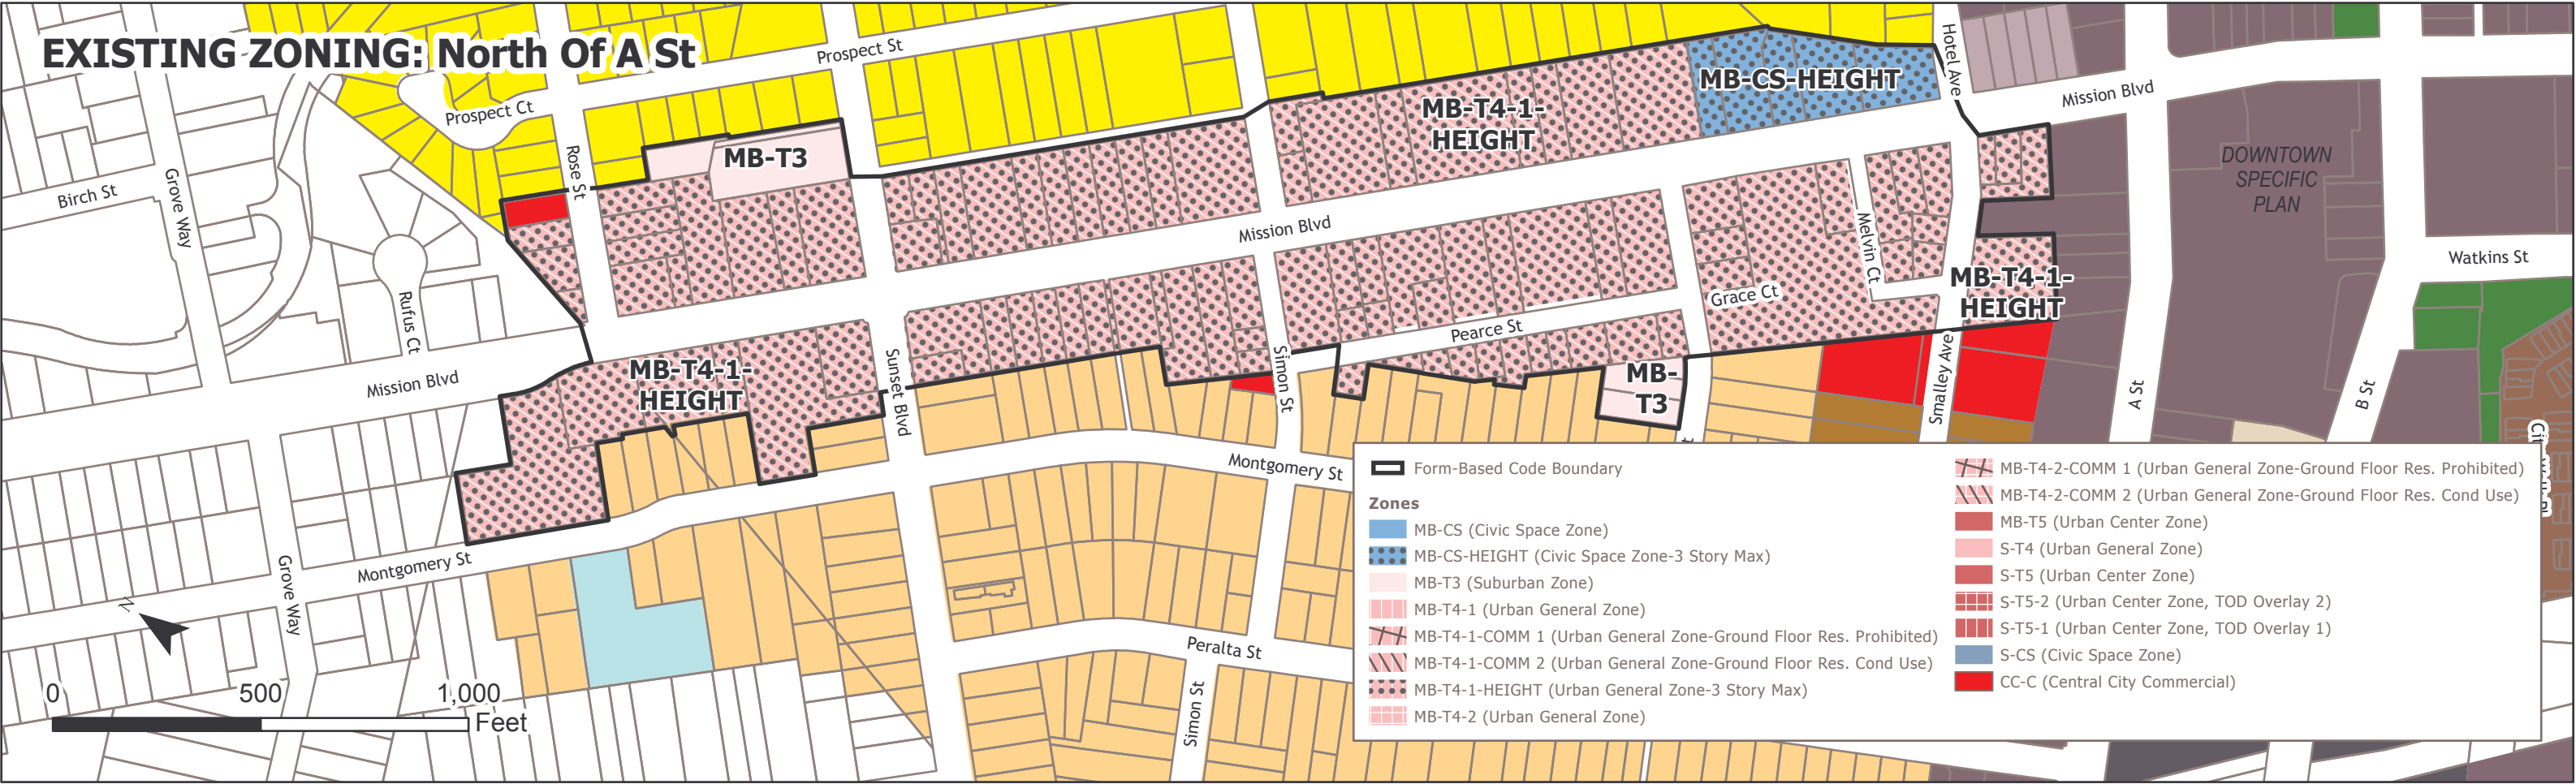 EXISTING ZONING: North Of A St
Prospect St
Prospect Ct
Hotel Ave
Mission Blvd
MB-CS-HEIGHT
MB-T4-1-
HEIGHT
MB-T3
Rose St
Birch St
Grove Way
DOWNTOWN
SPECIFIC
PLAN
Mission Blvd
Melvin Ct
Watkins St
Grace Ct
MB-T4-1-
HEIGHT
Pearce St
Rufus Ct
Mission Blvd
MB-T4-1-
HEIGHT
Sunset Blvd
Simon St
MB-
T3
Smalley Ave
A St
B St
Montgomery St
Montgomery St
Grove Way
Peralta St
Simon St
N
0 500 1,000
Feet
Form-Based Code Boundary
Zones
MB-CS (Civic Space Zone)
MB-CS-HEIGHT (Civic Space Zone-3 Story Max)
MB-T3 (Suburban Zone)
MB-T4-1 (Urban General Zone)
MB-T4-1-COMM 1 (Urban General Zone-Ground Floor Res. Prohibited)
MB-T4-1-COMM 2 (Urban General Zone-Ground Floor Res. Cond Use)
MB-T4-1-HEIGHT (Urban General Zone-3 Story Max)
MB-T4-2 (Urban General Zone)
MB-T4-2-COMM 1 (Urban General Zone-Ground Floor Res. Prohibited)
MB-T4-2-COMM 2 (Urban General Zone-Ground Floor Res. Cond Use)
MB-T5 (Urban Center Zone)
S-T4 (Urban General Zone)
S-T5 (Urban Center Zone)
S-T5-2 (Urban Center Zone, TOD Overlay 2)
S-T5-1 (Urban Center Zone, TOD Overlay 1)
S-CS (Civic Space Zone)
CC-C (Central City Commercial)